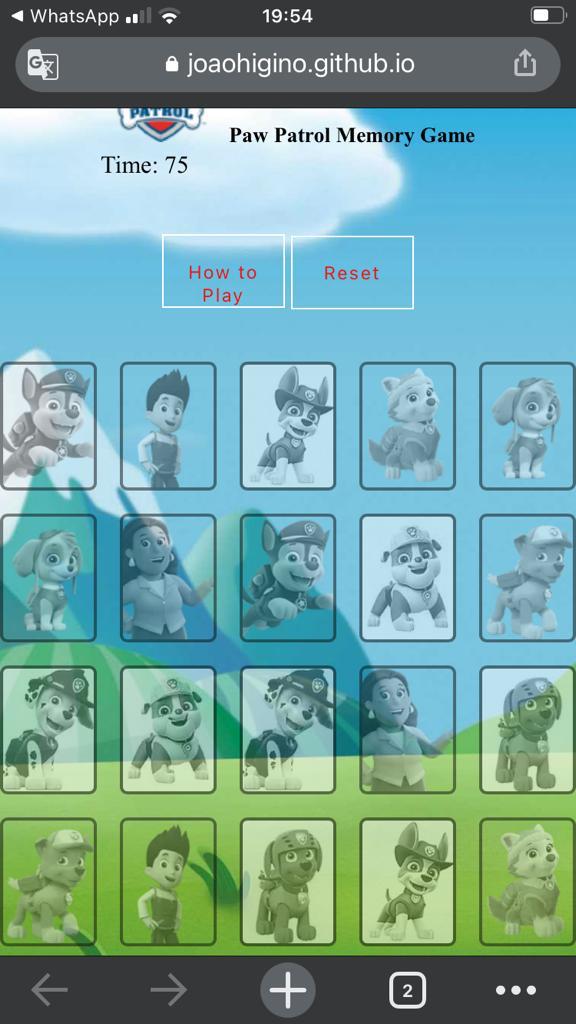 WhatsApp
19:54
joaohigino.github.io
PATROL
Paw Patrol Memory Game
Time: 75
How to
Play
Reset
2